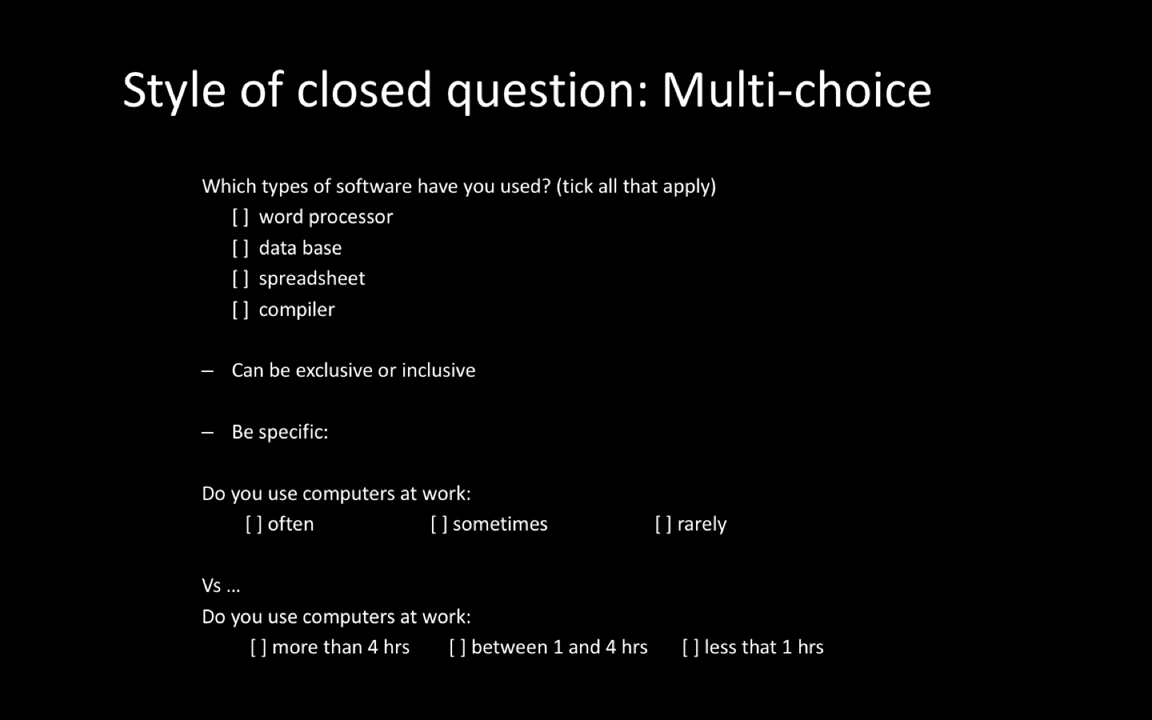 Style of closed question: Multi-choice
Which types of software have you used? (tick all that apply)
[ ] word processor
[ ] data base
[ ] spreadsheet
[ ] compiler
– Can be exclusive or inclusive
– Be specific:
Do you use computers at work:
[ ] often [ ] sometimes [ ] rarely
Vs ...
Do you use computers at work:
[ ] more than 4 hrs [ ] between 1 and 4 hrs [ ] less that 1 hrs